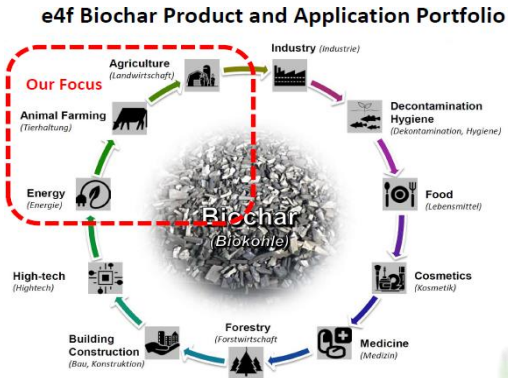 e4f Biochar Product and Application Portfolio
Our Focus
Agriculture
(Landwirtschaft)
Industry (Industrie)
Decontamination
Hygiene
(Dekontamination, Hygiene)
Food
(Lebensmittel)
Cosmetics
(Kosmetik)
Medicine
(Medizin)
Forestry
(Forstwirtschaft
Building
Construction
(Bau, Konstruktion)
High-tech
(Hightech)
Energy
(Energie)
Animal Farming
(Tierhaltung)
Biochar
(Biokohle)